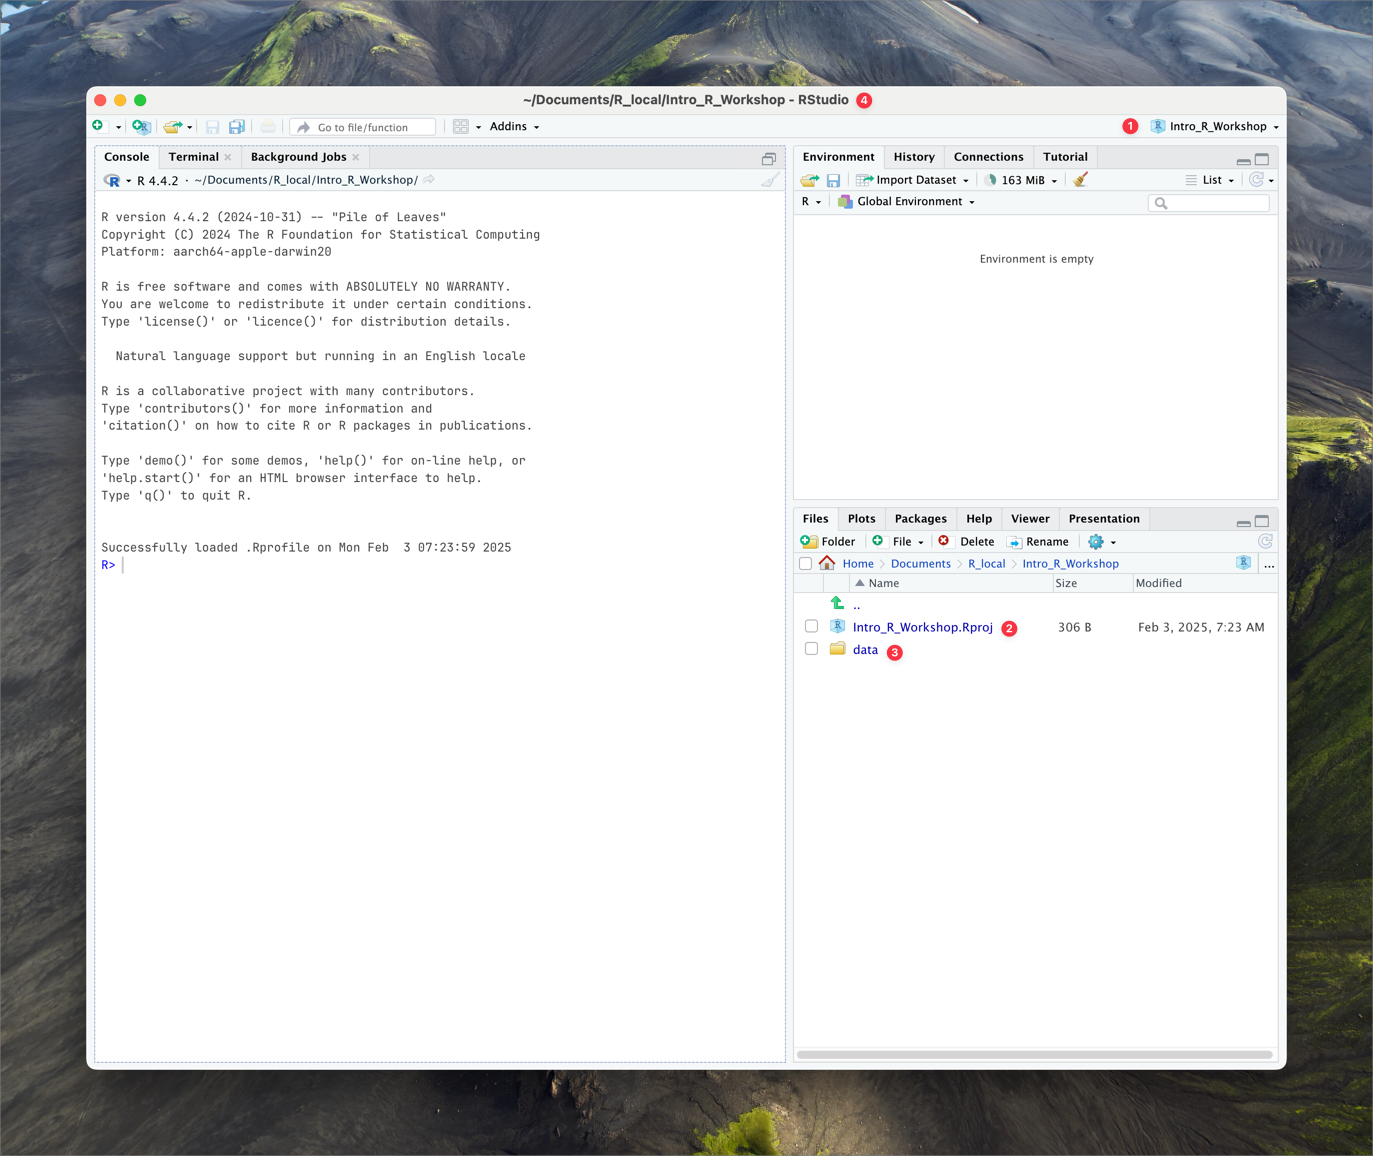 ~/Documents/R_local/Intro_R_Workshop - RStudio 4
Go to file/function
Addins
1 Intro_R_Workshop
Console Terminal Background Jobs
R 4.4.2 · ~/Documents/R_local/Intro_R_Workshop/
R version 4.4.2 (2024-10-31) -- "Pile of Leaves"
Copyright (C) 2024 The R Foundation for Statistical Computing
Platform: aarch64-apple-darwin20
R is free software and comes with ABSOLUTELY NO WARRANTY.
You are welcome to redistribute it under certain conditions.
Type 'license()' or 'licence()' for distribution details.
Natural language support but running in an English locale
R is a collaborative project with many contributors.
Type 'contributors()' for more information and
'citation()' on how to cite R or R packages in publications.
Type 'demo()' for some demos, 'help()' for on-line help, or
'help.start()' for an HTML browser interface to help.
Type 'q()' to quit R.
Successfully loaded .Rprofile on Mon Feb  3 07:23:59 2025
R>
Environment History Connections Tutorial
Import Dataset 163 MiB List
R Global Environment
Environment is empty
Files Plots Packages Help Viewer Presentation
Folder File Delete Rename
Home Documents R_local Intro_R_Workshop R ...
Name Size Modified
..
Intro_R_Workshop.Rproj 2 306 B Feb 3, 2025, 7:23 AM
data 3